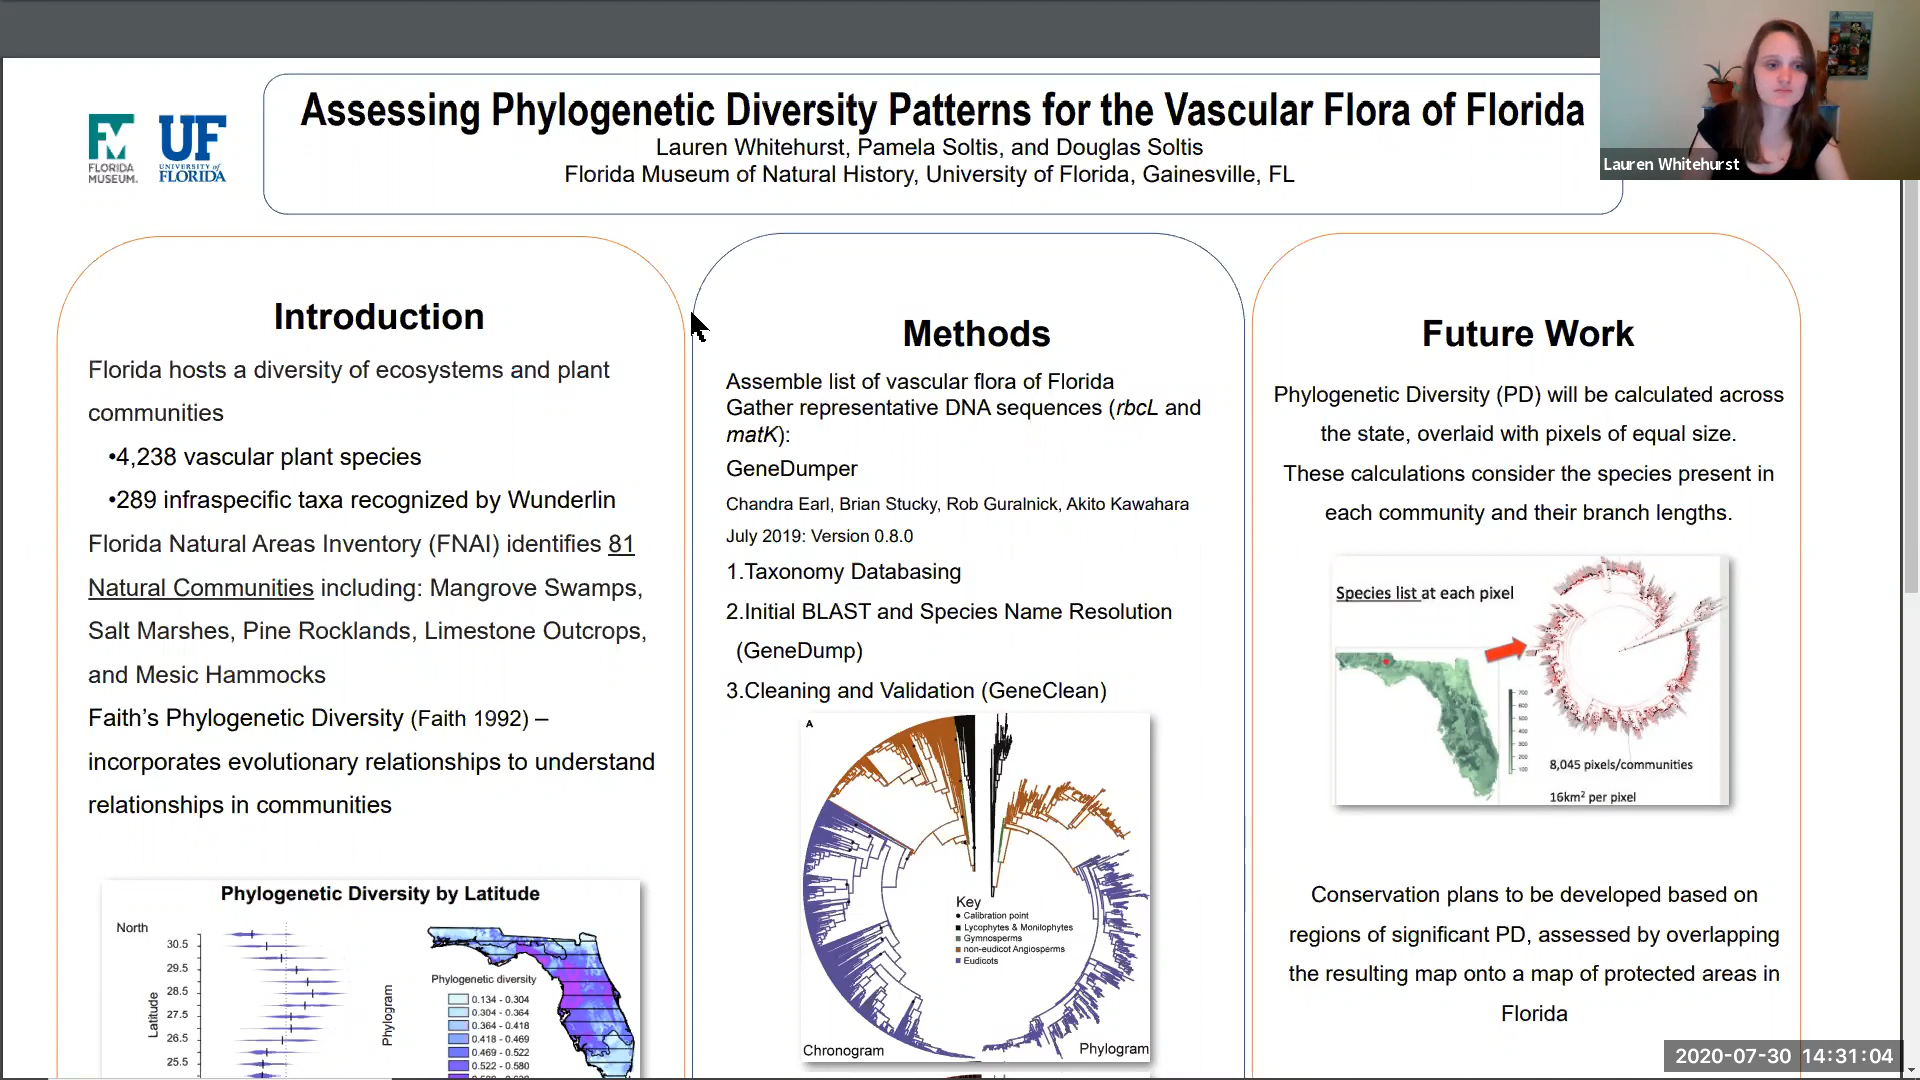 Assessing Phylogenetic Diversity Patterns for the Vascular Flora of Florida
Lauren Whitehurst, Pamela Soltis, and Douglas Soltis
Florida Museum of Natural History, University of Florida, Gainesville, FL
FLORIDA
MUSEUM.
UF
UNIVERSITY of
FLORIDA
Lauren Whitehurst
Introduction
Florida hosts a diversity of ecosystems and plant
communities
•4,238 vascular plant species
•289 infraspecific taxa recognized by Wunderlin
Florida Natural Areas Inventory (FNAI) identifies 81
Natural Communities including: Mangrove Swamps,
Salt Marshes, Pine Rocklands, Limestone Outcrops,
and Mesic Hammocks
Faith's Phylogenetic Diversity (Faith 1992) –
incorporates evolutionary relationships to understand
relationships in communities
Phylogenetic Diversity by Latitude
North
30.5
29.5
28.5
27.5
26.5
25.5
Latitude
Phylogram
Phylogenetic diversity
0.134 - 0.304
0.304 - 0.364
0.364 - 0.418
0.418 - 0.469
0.469 - 0.522
0.522 - 0.580
Methods
Assemble list of vascular flora of Florida
Gather representative DNA sequences (rbcL and
matK):
GeneDumper
Chandra Earl, Brian Stucky, Rob Guralnick, Akito Kawahara
July 2019: Version 0.8.0
1.Taxonomy Databasing
2.Initial BLAST and Species Name Resolution
(GeneDump)
3.Cleaning and Validation (GeneClean)
A
Key
Calibration point
Lycophytes & Monilophytes
Gymnosperms
non-eudicot Angiosperms
Eudicots
Chronogram
Phylogram
Future Work
Phylogenetic Diversity (PD) will be calculated across
the state, overlaid with pixels of equal size.
These calculations consider the species present in
each community and their branch lengths.
Species list at each pixel
700
600
500
400
300
200
100
8,045 pixels/communities
16km² per pixel
Conservation plans to be developed based on
regions of significant PD, assessed by overlapping
the resulting map onto a map of protected areas in
Florida
2020-07-30 14:31:04